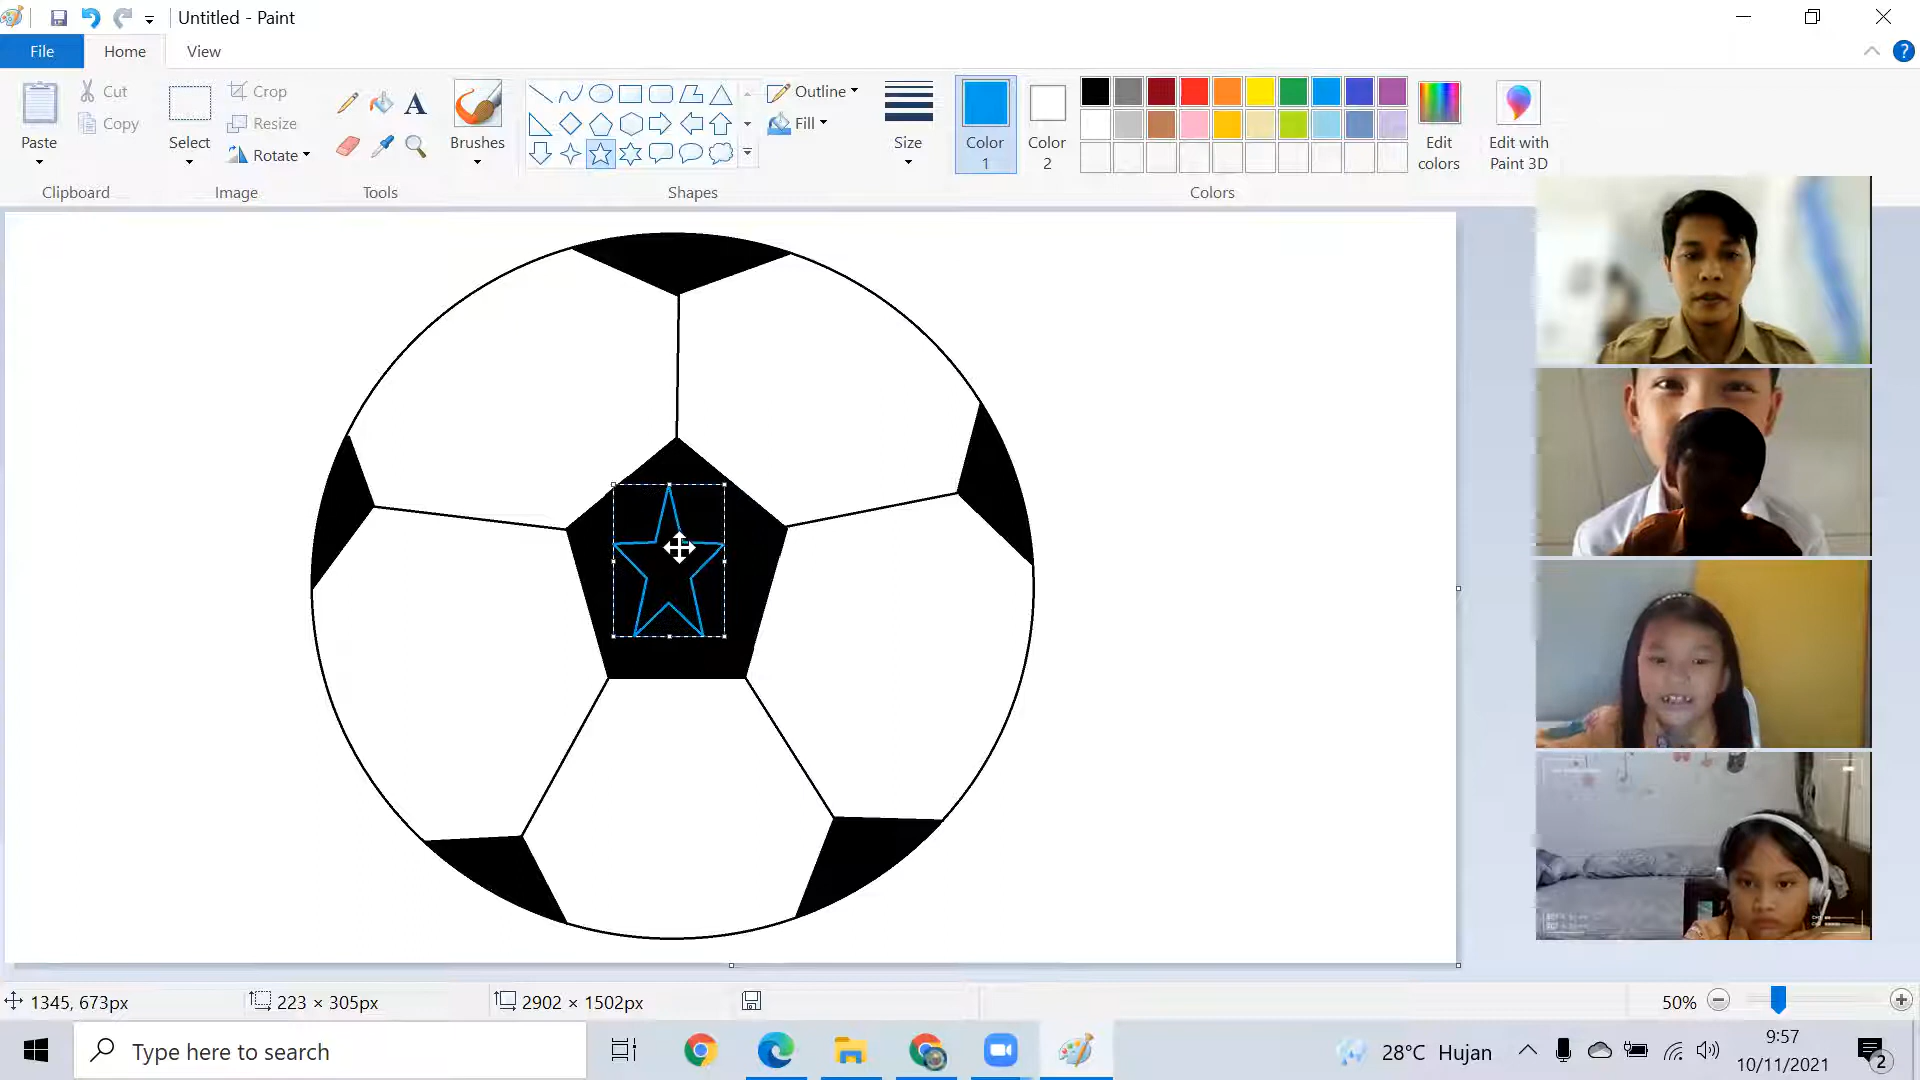 Untitled - Paint
File
Home
View
Paste
Cut
Copy
Clipboard
Select
Crop
Resize
Rotate
Image
A
Tools
Brushes
Shapes
Outline
Fill
Size
Color 1
Color 2
Edit colors
Edit with Paint 3D
Colors
?
1345, 673px
223 × 305px
2902 × 1502px
50%
Type here to search
28°C Hujan
9:57
10/11/2021
2